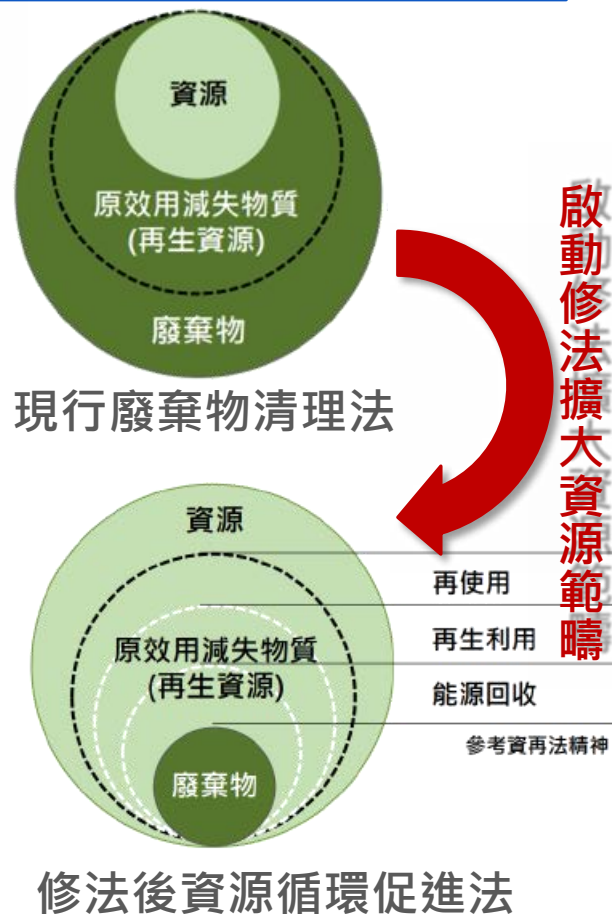 資源
原效用減失物質
(再生資源)
廢棄物
現行廢棄物清理法
啟動修法擴大資源範疇
資源
再使用
原效用減失物質
(再生資源)
再生利用
能源回收
參考資再法精神
廢棄物
修法後資源循環促進法